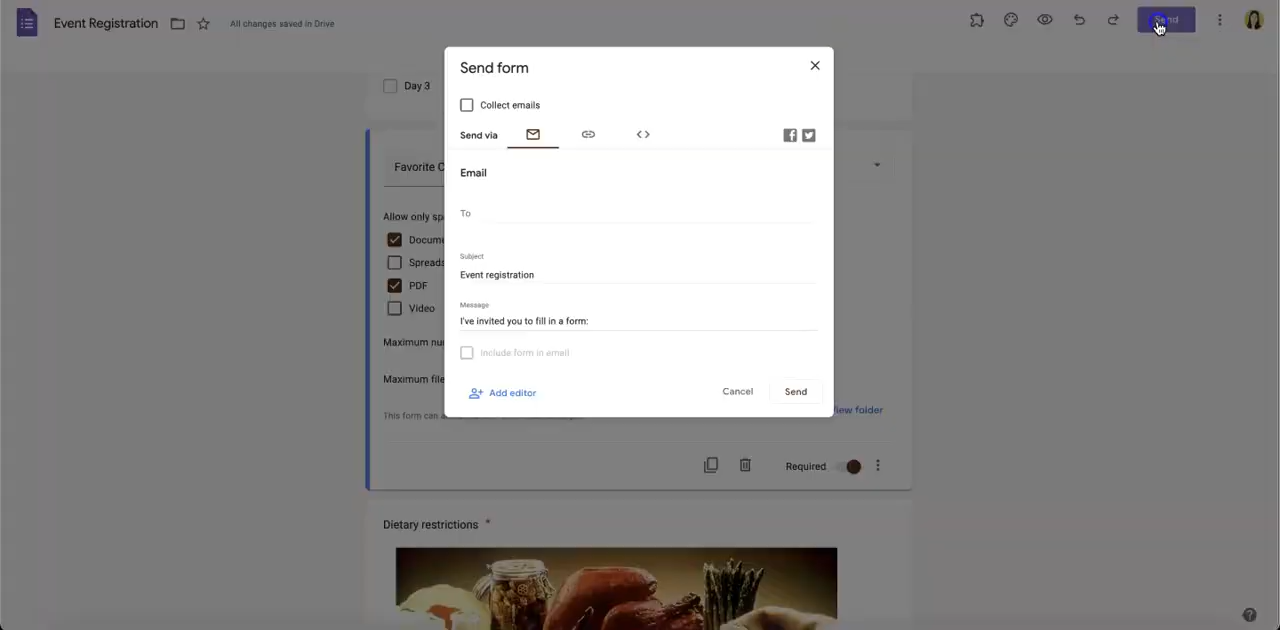 Event Registration
All changes saved in Drive
Send form
Day 3
Collect emails
Send via
Favorite C
Email
Allow only sp
To
Docume
Subject
Spreads
Event registration
PDF
Message
Video
I've invited you to fill in a form:
Maximum nu
Include form in email
Maximum file
Add editor
Cancel
Send
This form can a
View folder
Required
Dietary restrictions *